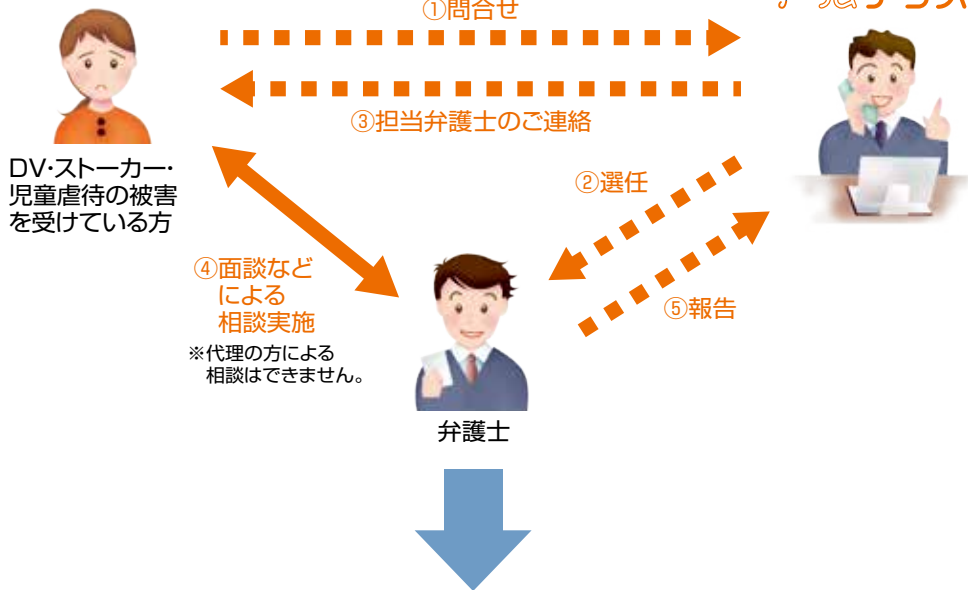 ①問合せ
③担当弁護士のご連絡
DV・ストーカー・
児童虐待の被害
を受けている方
②選任
④面談など
による
相談実施
※代理の方による
相談はできません。
⑤報告
弁護士